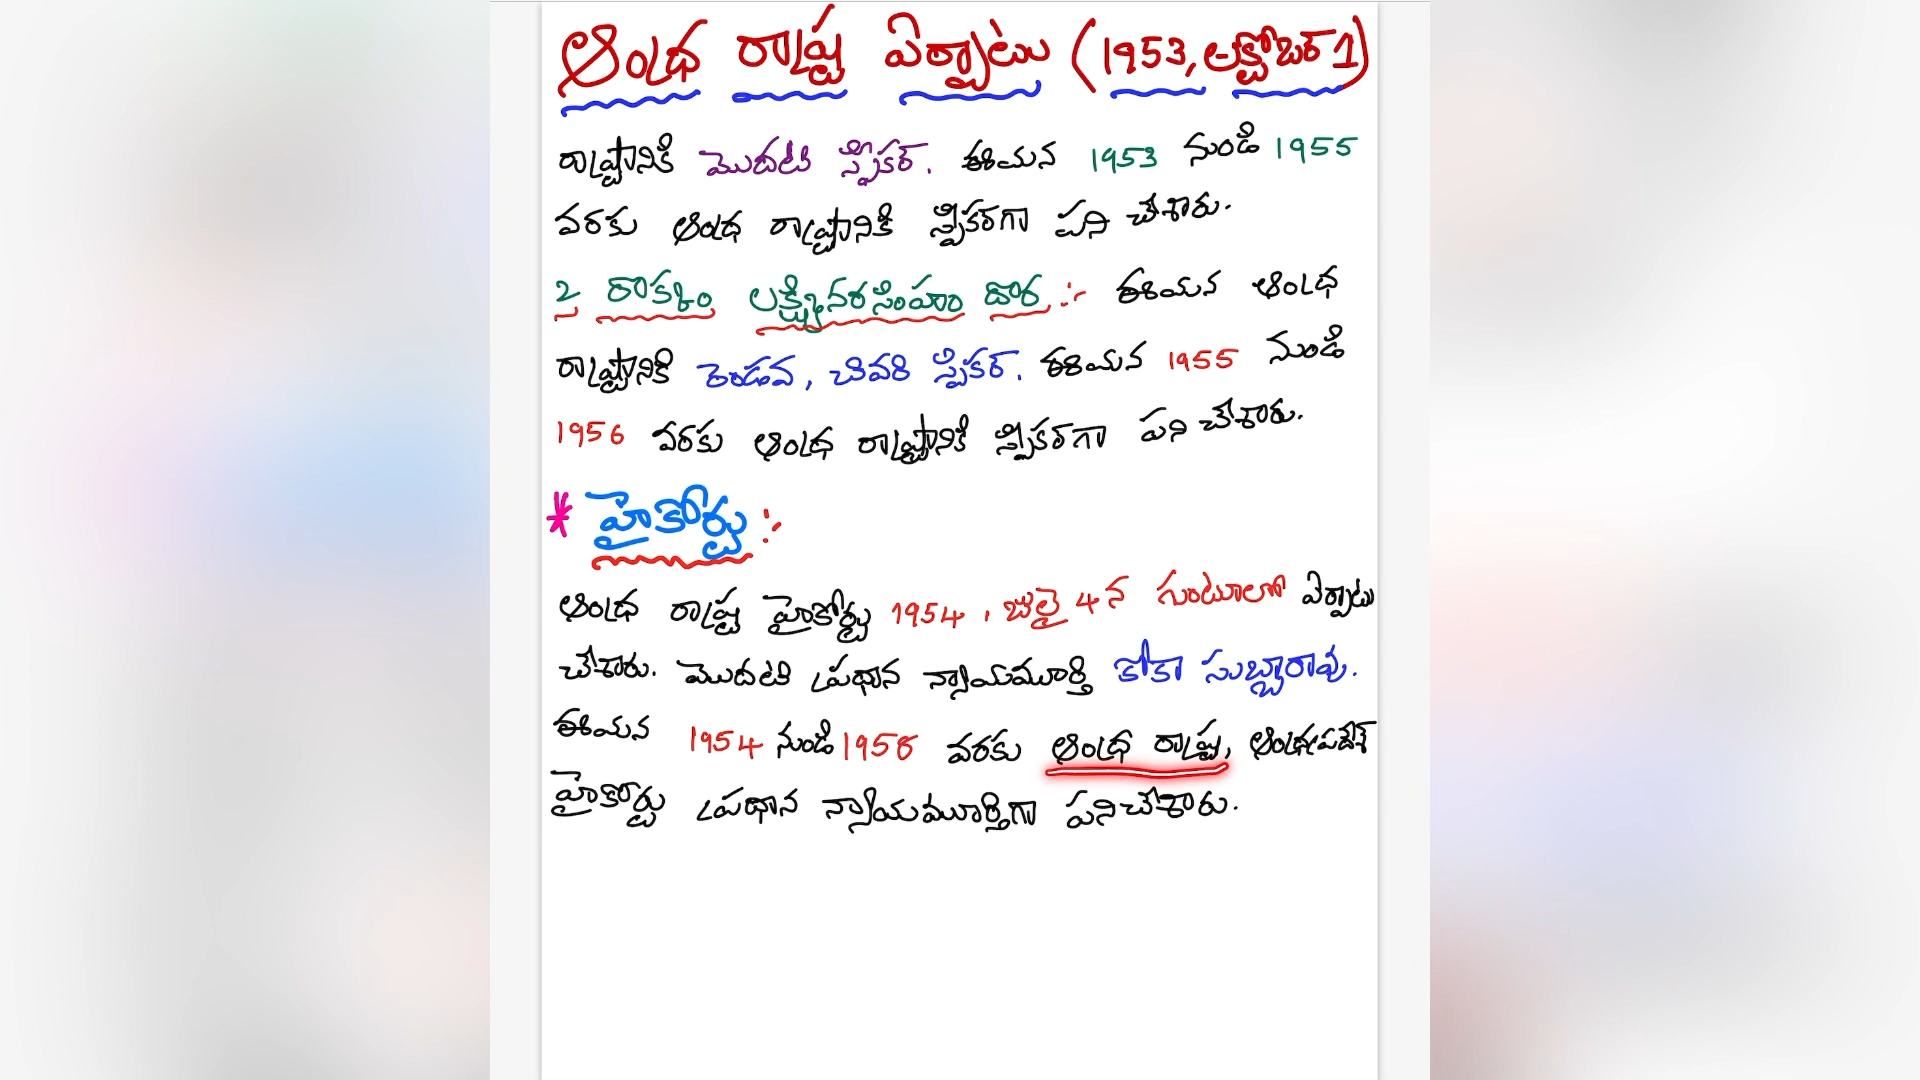 ఆంధ్ర రాష్ట్ర ఏర్పాటు (1953, అక్టోబర్ 1)
రాష్ట్రానికి మొదటి స్పీకర్. ఈయన 1953 నుండి 1955
వరకు ఆంధ్ర రాష్ట్రానికి స్పీకర్‌గా పని చేశారు.
2 రొక్కం లక్ష్మీనరసింహం దొర :- ఈయన ఆంధ్ర
రాష్ట్రానికి రెండవ, చివరి స్పీకర్. ఈయన 1955 నుండి
1956 వరకు ఆంధ్ర రాష్ట్రానికి స్పీకర్‌గా పని చేశారు.
* హైకోర్టు :-
ఆంధ్ర రాష్ట్ర హైకోర్టు 1954, జులై 4న గుంటూలో ఏర్పాటు
చేశారు. మొదటి ప్రధాన న్యాయమూర్తి కోకా సుబ్బారావు.
ఈయన 1954 నుండి 1958 వరకు ఆంధ్ర రాష్ట్ర, ఆంధ్రప్రదేశ్
హైకోర్టు ప్రధాన న్యాయమూర్తిగా పనిచేశారు.